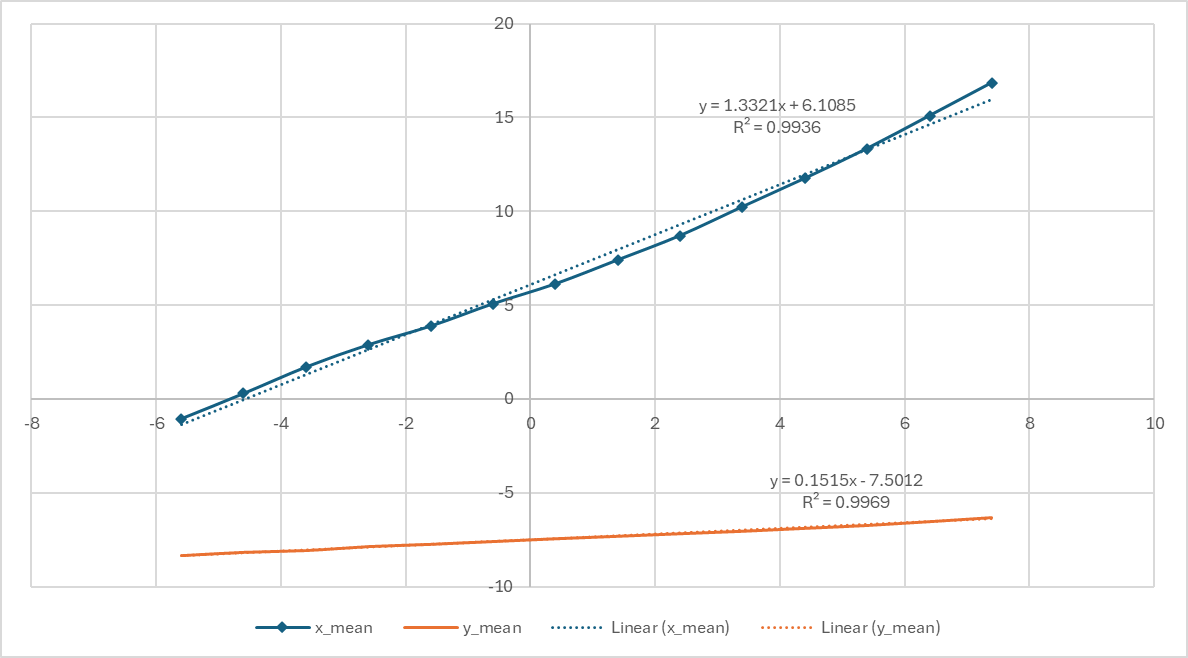 20
y = 1.3321x + 6.1085
R² = 0.9936
15
10
5
0
-8 -6 -4 -2 0 2 4 6 8 10
y = 0.1515x - 7.5012
R² = 0.9969
-5
-10
x_mean y_mean Linear (x_mean) Linear (y_mean)